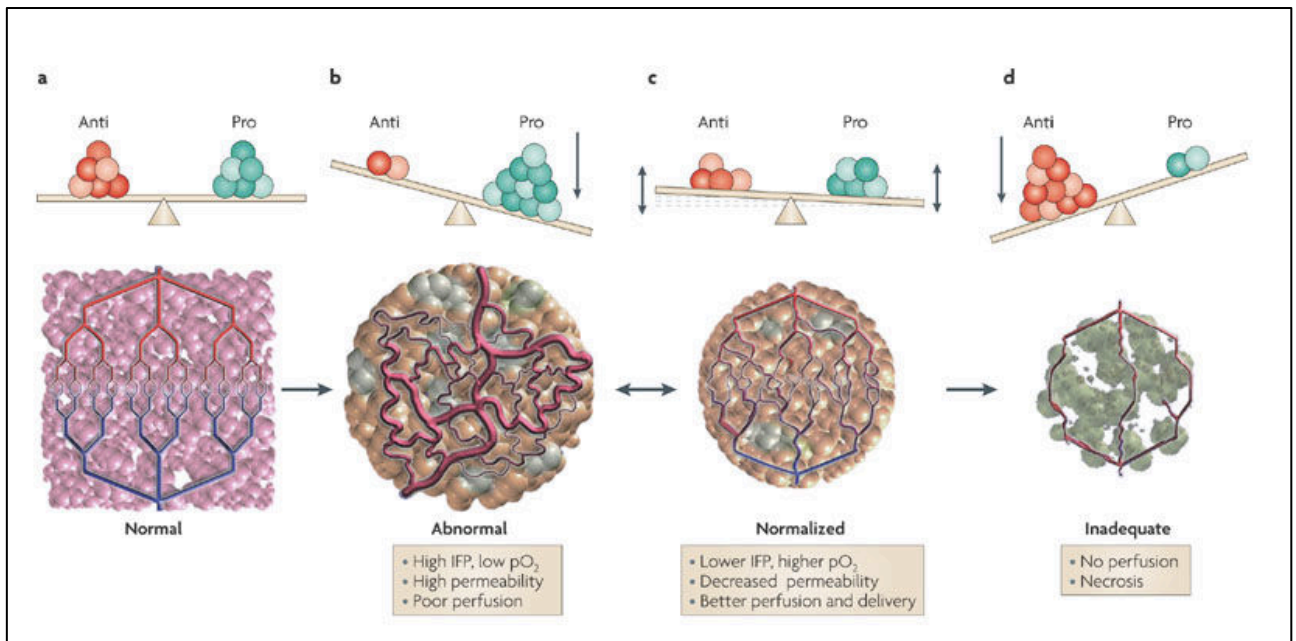 a
b
c
d
Anti
Pro
Anti
Pro
Anti
Pro
Anti
Pro
Normal
Abnormal
• High IFP, low pO₂
• High permeability
• Poor perfusion
Normalized
• Lower IFP, higher pO₂
• Decreased permeability
• Better perfusion and delivery
Inadequate
• No perfusion
• Necrosis